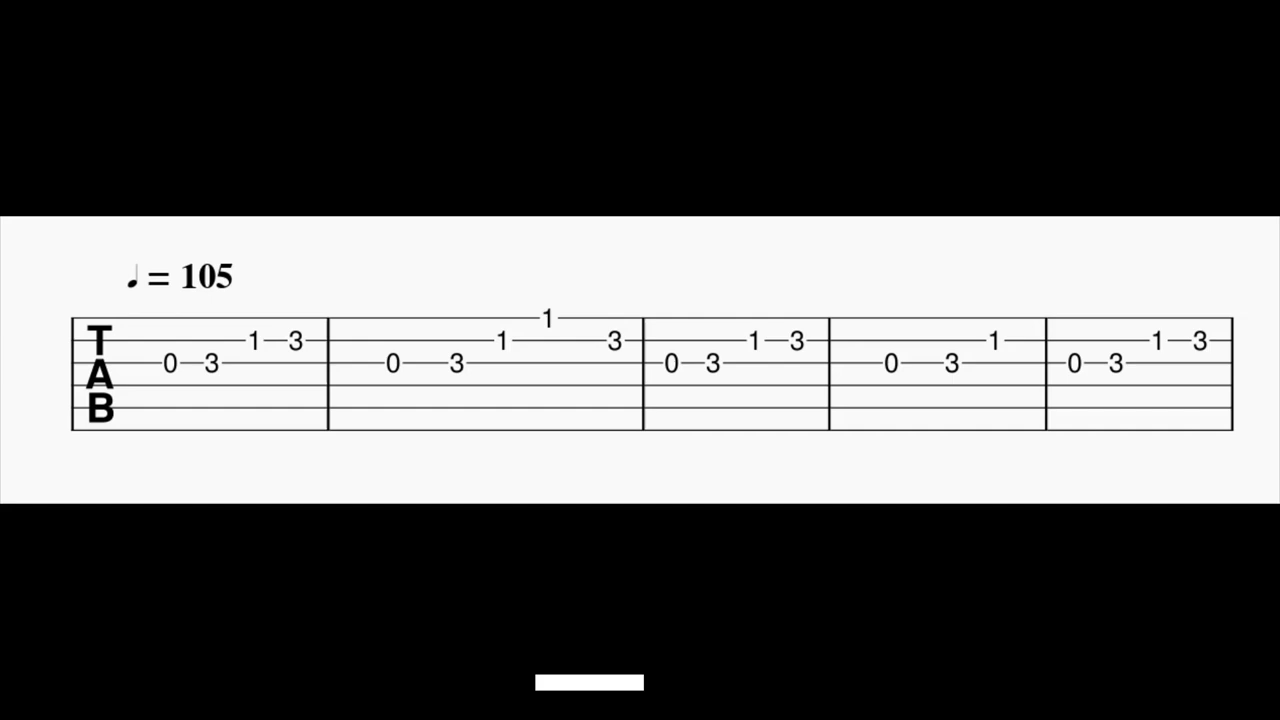 ♩ = 105
TAB
1
1 3 1 3 1 3 1 1 3
0 3 0 3 0 3 0 3 0 3